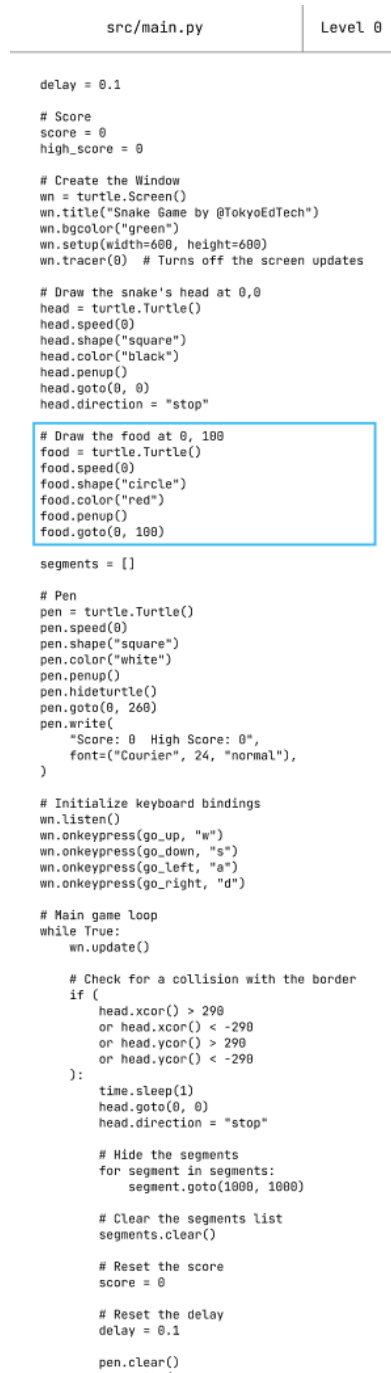 src/main.py
Level 0
delay = 0.1
# Score
score = 0
high_score = 0
# Create the Window
wn = turtle.Screen()
wn.title("Snake Game by @TokyoEdTech")
wn.bgcolor("green")
wn.setup(width=600, height=600)
wn.tracer(0)  # Turns off the screen updates
# Draw the snake's head at 0,0
head = turtle.Turtle()
head.speed(0)
head.shape("square")
head.color("black")
head.penup()
head.goto(0, 0)
head.direction = "stop"
# Draw the food at 0, 100
food = turtle.Turtle()
food.speed(0)
food.shape("circle")
food.color("red")
food.penup()
food.goto(0, 100)
segments = []
# Pen
pen = turtle.Turtle()
pen.speed(0)
pen.shape("square")
pen.color("white")
pen.penup()
pen.hideturtle()
pen.goto(0, 260)
pen.write(
    "Score: 0  High Score: 0",
    font=("Courier", 24, "normal"),
)
# Initialize keyboard bindings
wn.listen()
wn.onkeypress(go_up, "w")
wn.onkeypress(go_down, "s")
wn.onkeypress(go_left, "a")
wn.onkeypress(go_right, "d")
# Main game loop
while True:
    wn.update()
    # Check for a collision with the border
    if (
        head.xcor() > 290
        or head.xcor() < -290
        or head.ycor() > 290
        or head.ycor() < -290
    ):
        time.sleep(1)
        head.goto(0, 0)
        head.direction = "stop"
        # Hide the segments
        for segment in segments:
            segment.goto(1000, 1000)
        # Clear the segments list
        segments.clear()
        # Reset the score
        score = 0
        # Reset the delay
        delay = 0.1
        pen.clear()